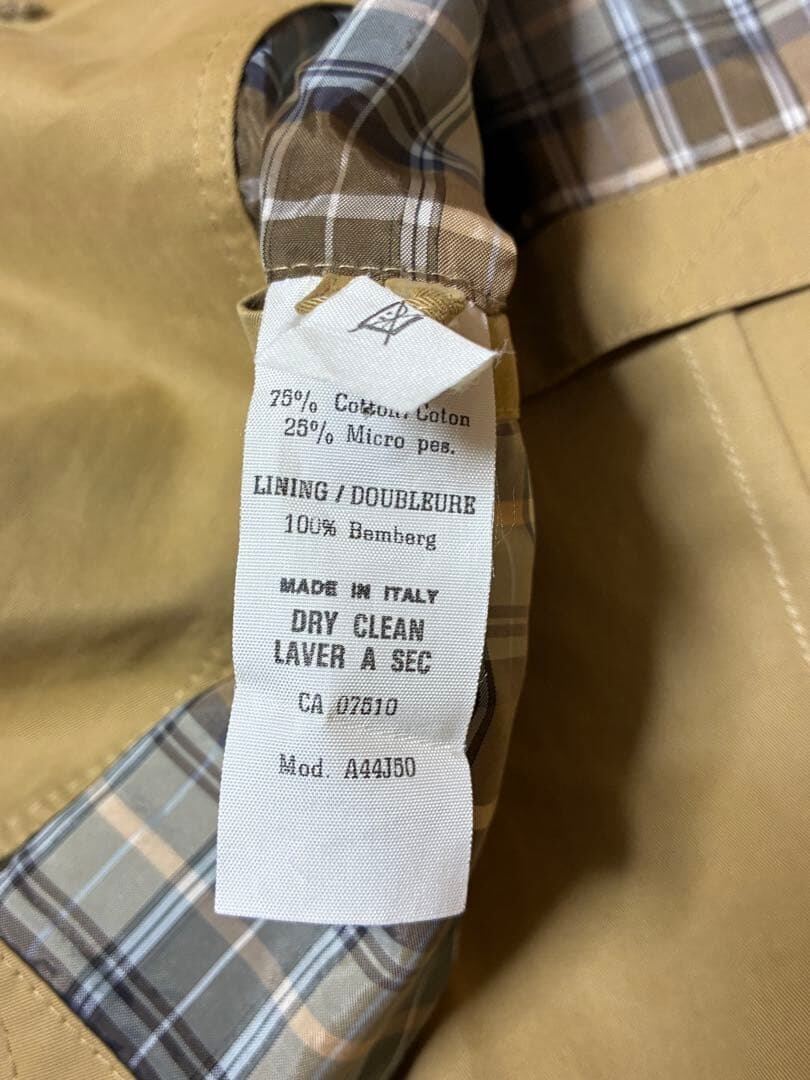 75% Cotton/Coton
25% Micro pes.
LINING / DOUBLEURE
100% Bemberg
MADE IN ITALY
DRY CLEAN
LAVER A SEC
CA 07510
Mod. A44J50